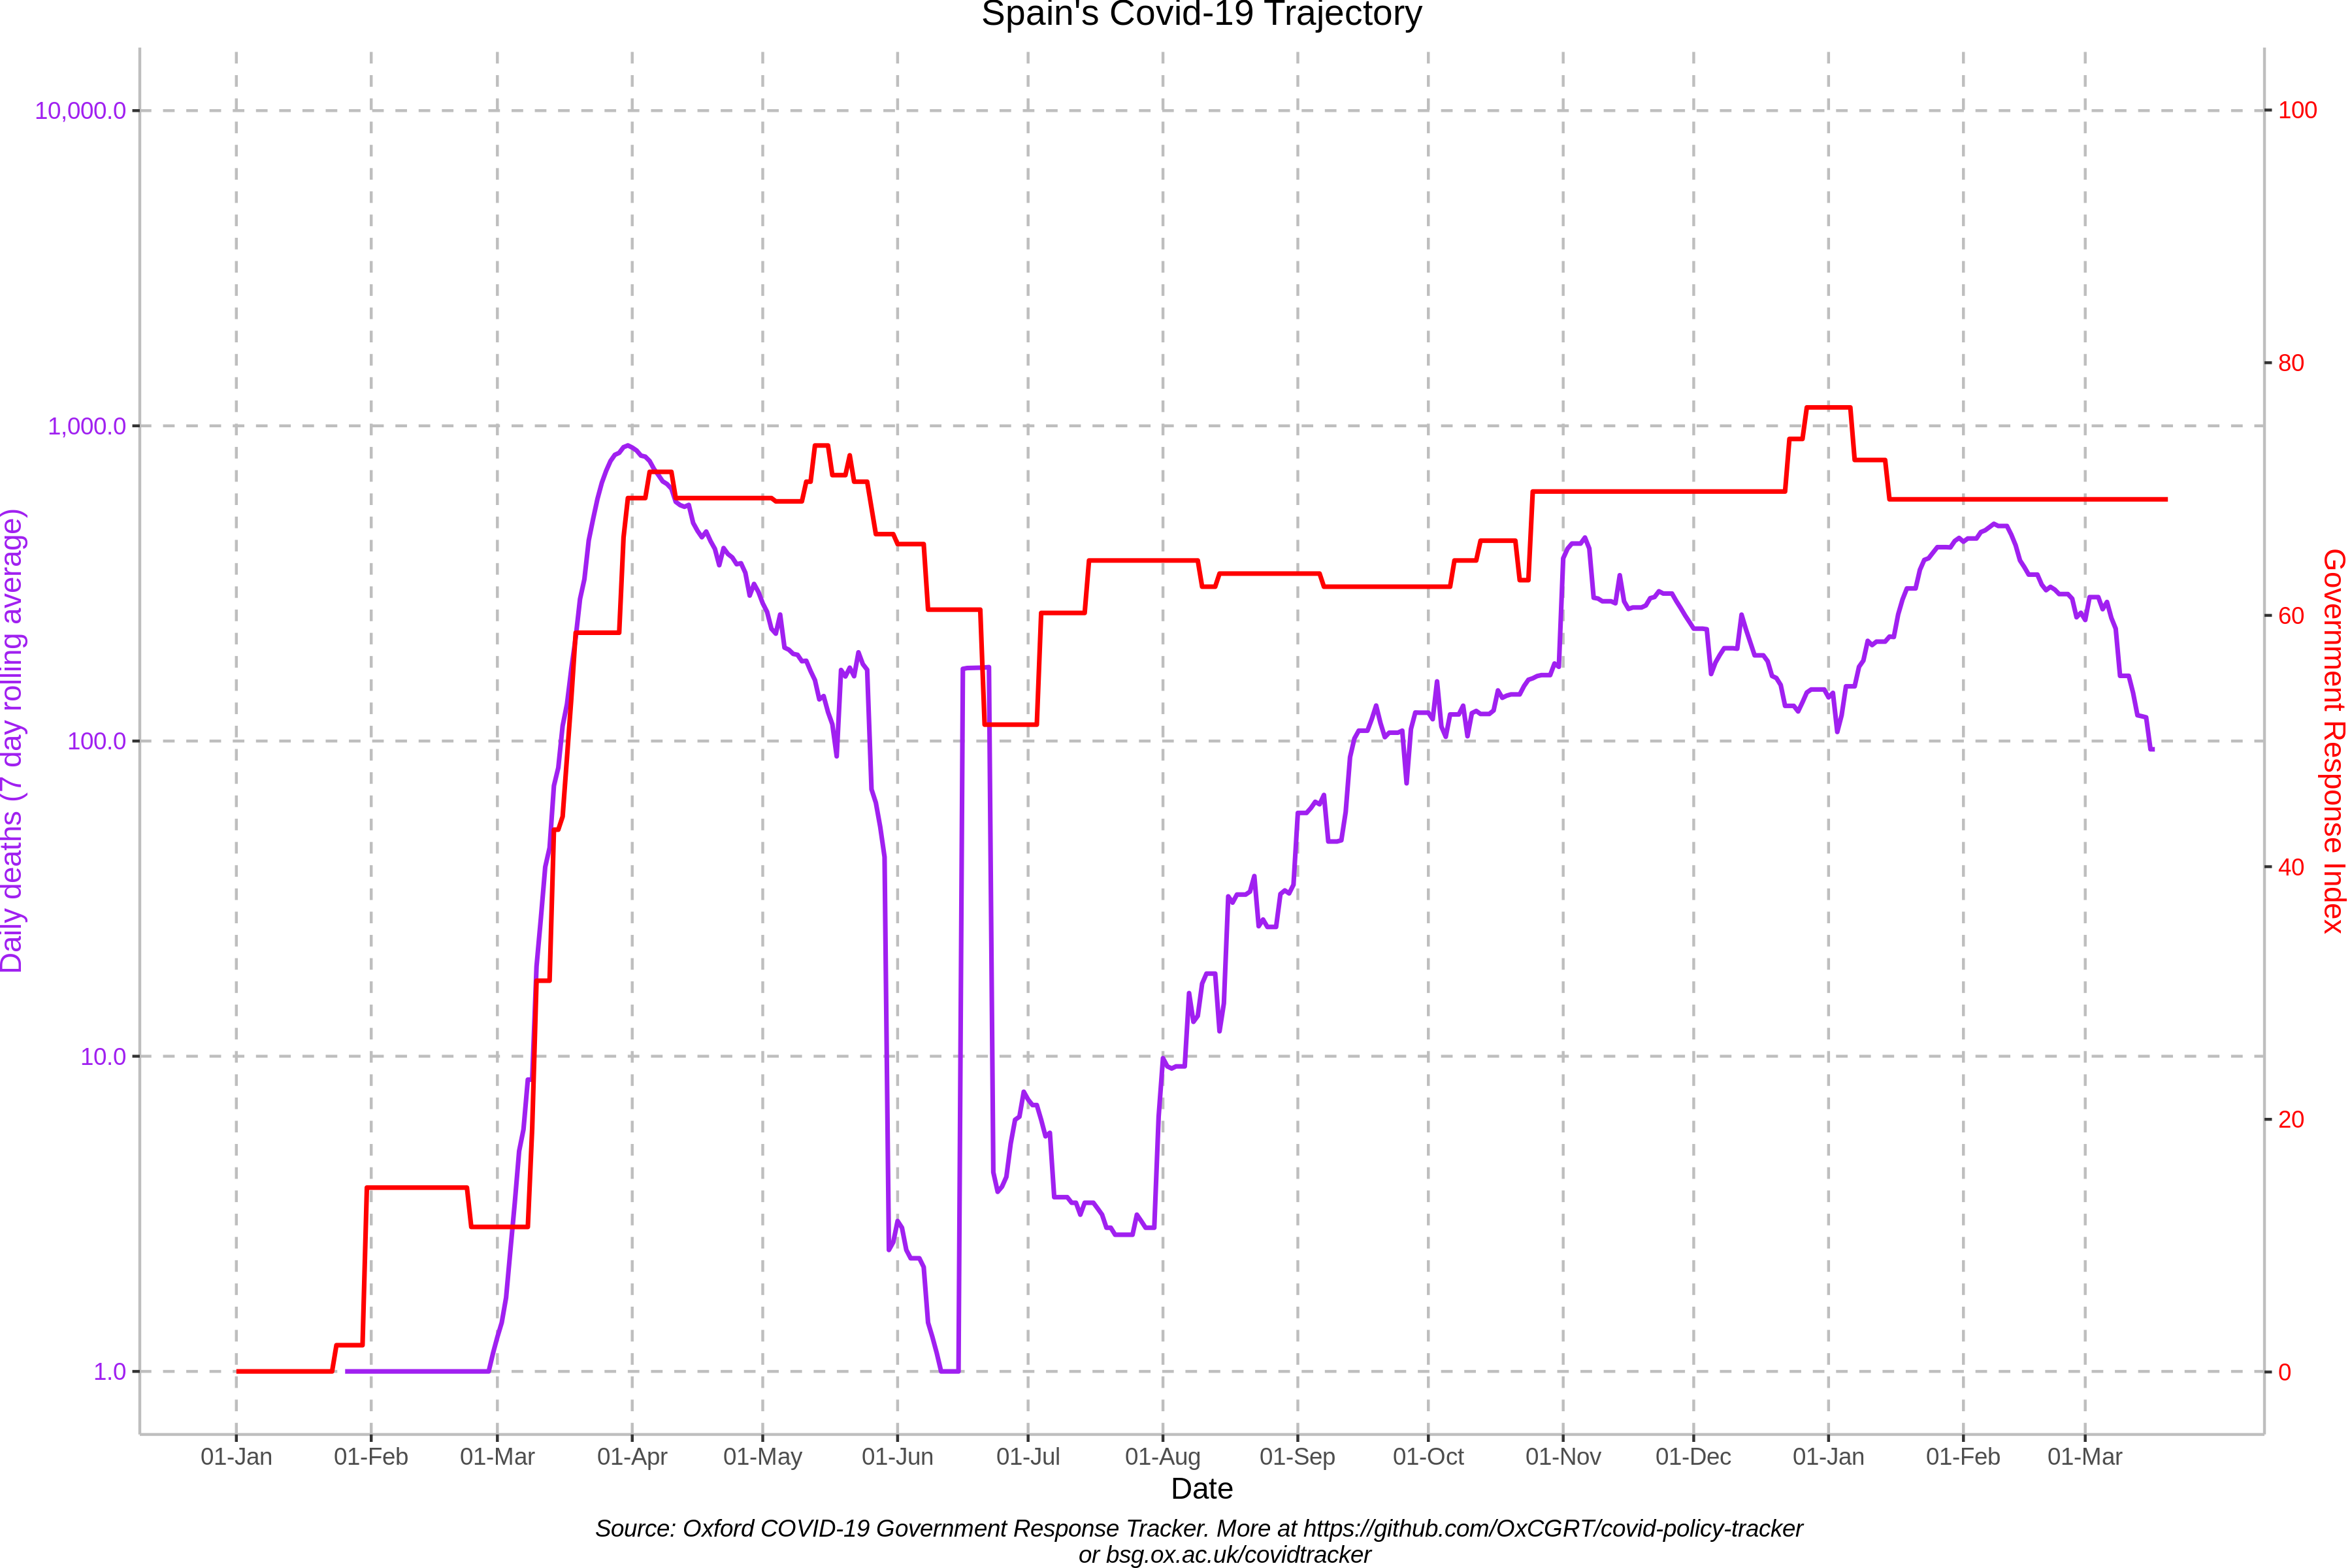 Spain's Covid-19 Trajectory
10,000.0
1,000.0
100.0
10.0
1.0
Daily deaths (7 day rolling average)
100
80
60
40
20
0
Government Response Index
01-Jan 01-Feb 01-Mar 01-Apr 01-May 01-Jun 01-Jul 01-Aug 01-Sep 01-Oct 01-Nov 01-Dec 01-Jan 01-Feb 01-Mar
Date
Source: Oxford COVID-19 Government Response Tracker. More at https://github.com/OxCGRT/covid-policy-tracker
or bsg.ox.ac.uk/covidtracker